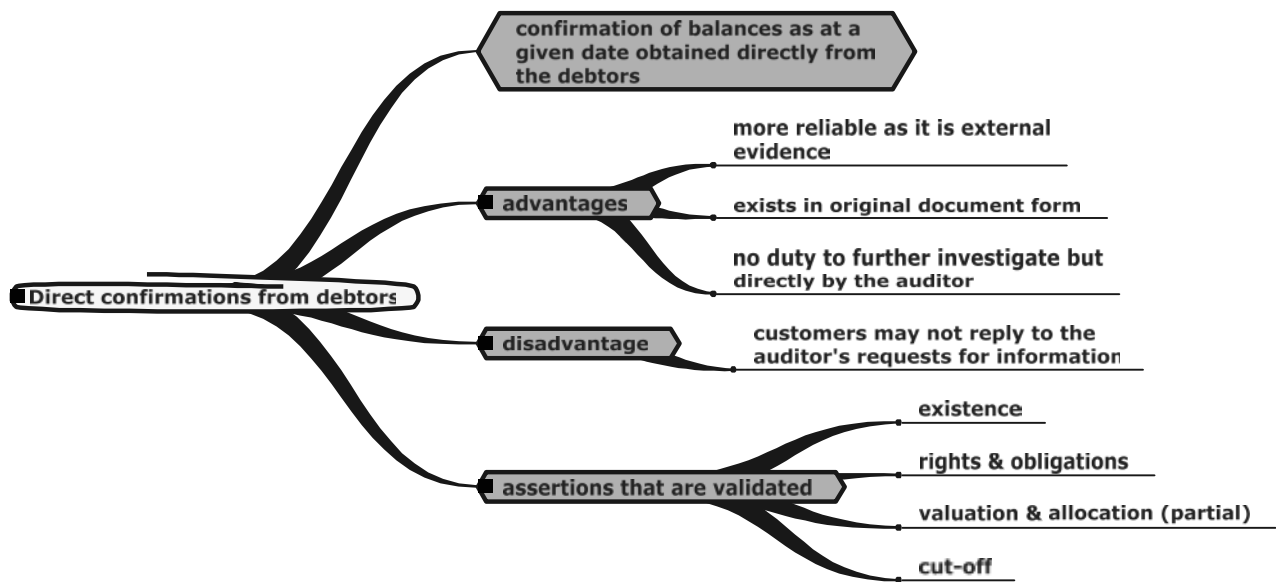 confirmation of balances as at a
given date obtained directly from
the debtors
more reliable as it is external
evidence
advantages
exists in original document form
no duty to further investigate but
directly by the auditor
Direct confirmations from debtors
disadvantage
customers may not reply to the
auditor's requests for information
existence
rights & obligations
assertions that are validated
valuation & allocation (partial)
cut-off